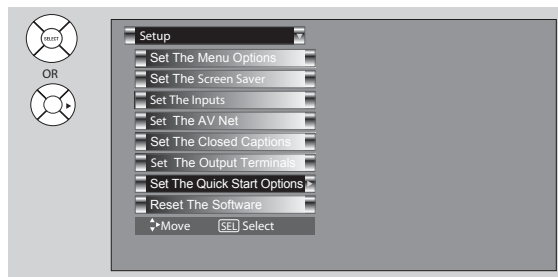 SELECT
OR
Setup
Set The Menu Options
Set The Screen Saver
Set The Inputs
Set The AV Net
Set The Closed Captions
Set The Output Terminals
Set The Quick Start Options
Reset The Software
Move SEL Select